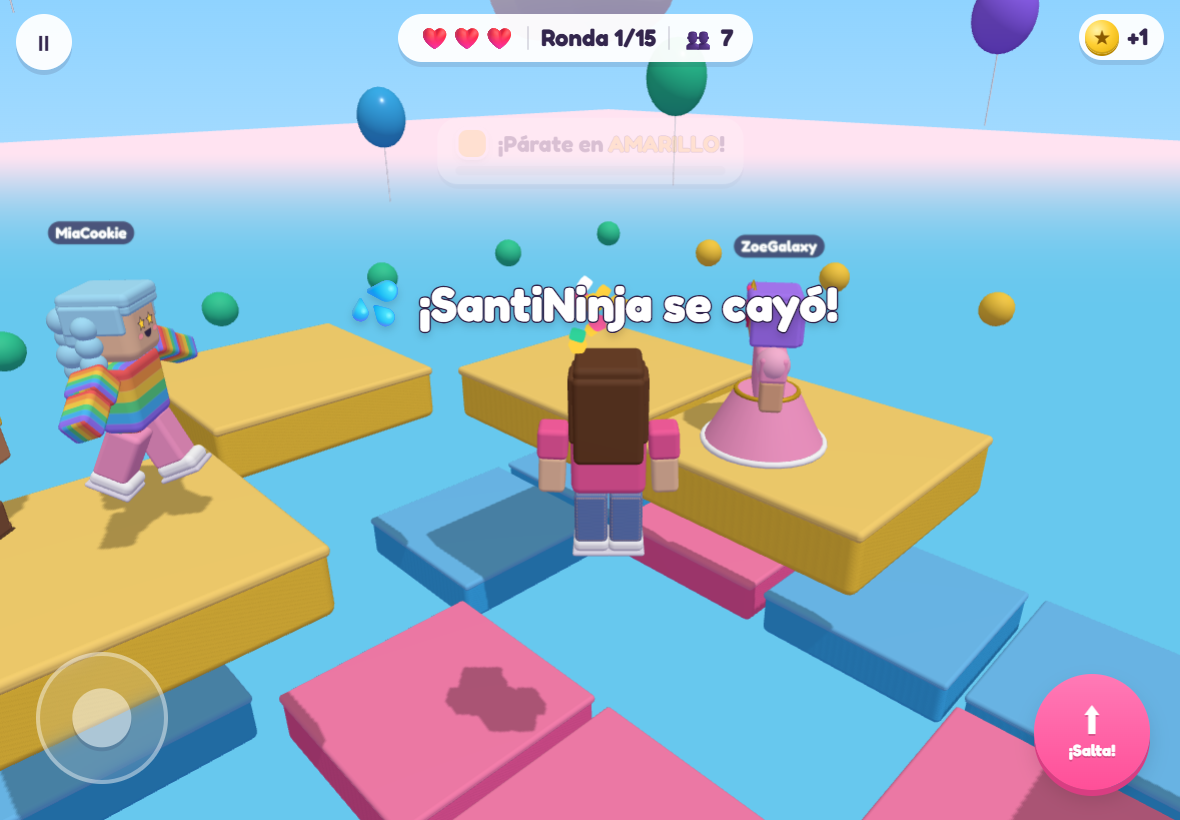 Ronda 1/15
7
+1
¡Párate en AMARILLO!
MiaCookie
ZoeGalaxy
¡SantiNinja se cayó!
¡Salta!